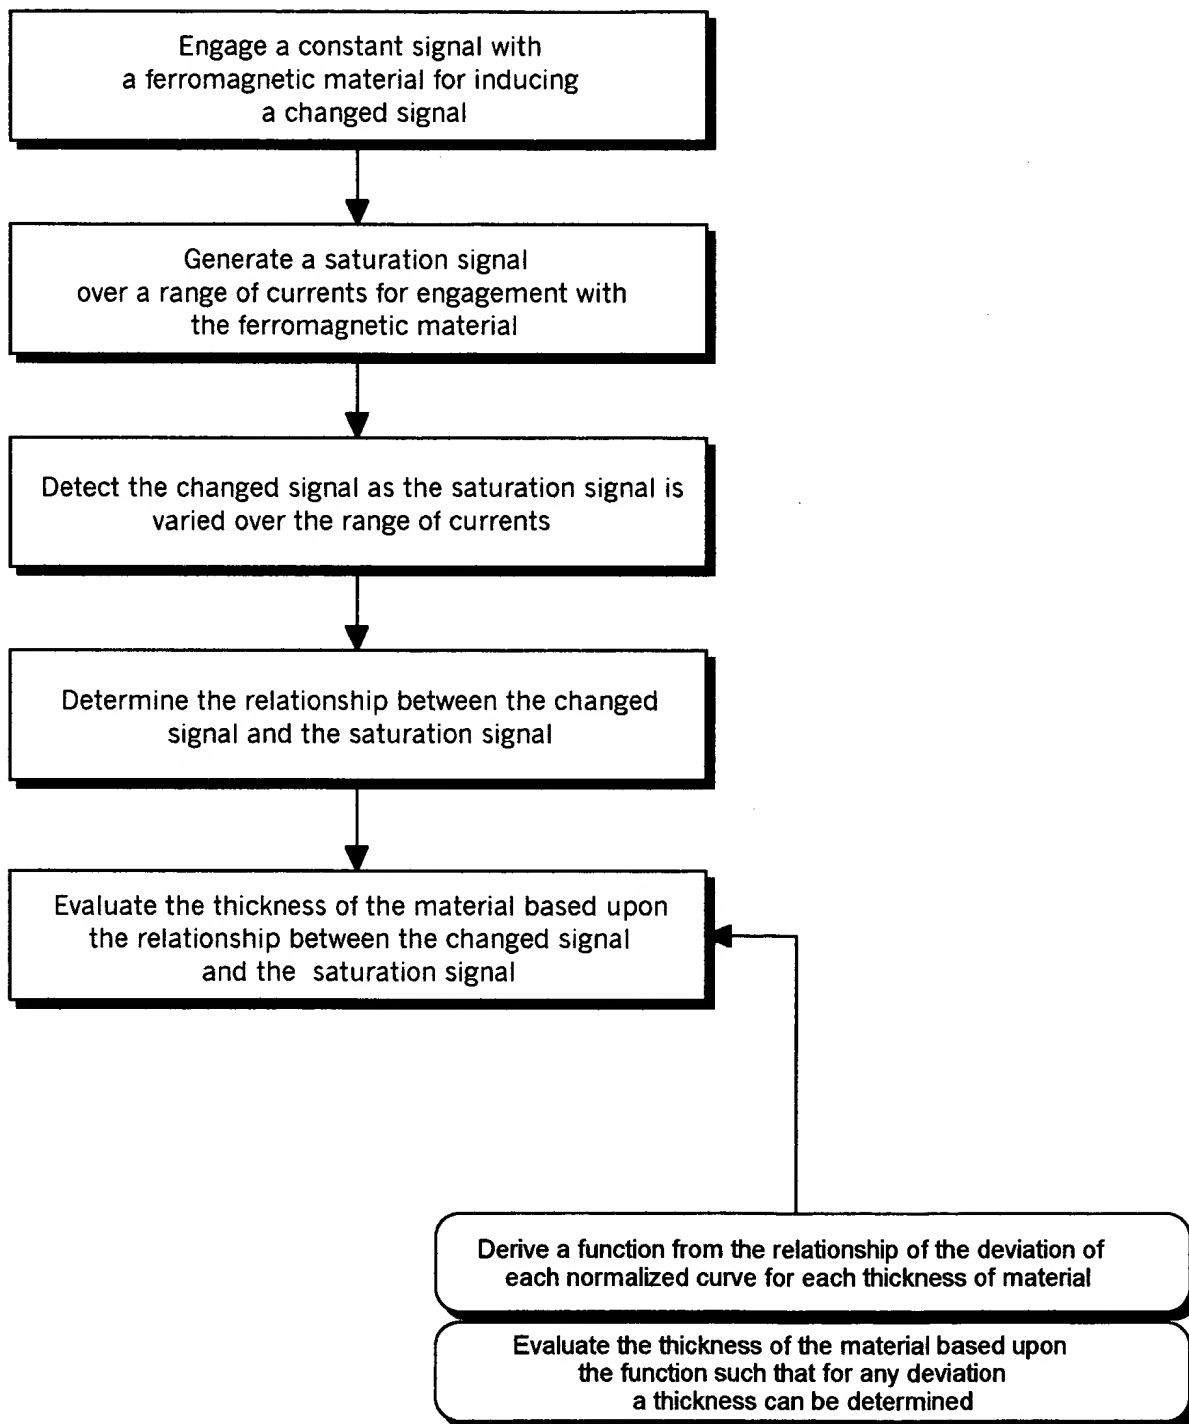 Engage a constant signal with
a ferromagnetic material for inducing
a changed signal
Generate a saturation signal
over a range of currents for engagement with
the ferromagnetic material
Detect the changed signal as the saturation signal is
varied over the range of currents
Determine the relationship between the changed
signal and the saturation signal
Evaluate the thickness of the material based upon
the relationship between the changed signal
and the saturation signal
Derive a function from the relationship of the deviation of
each normalized curve for each thickness of material
Evaluate the thickness of the material based upon
the function such that for any deviation
a thickness can be determined